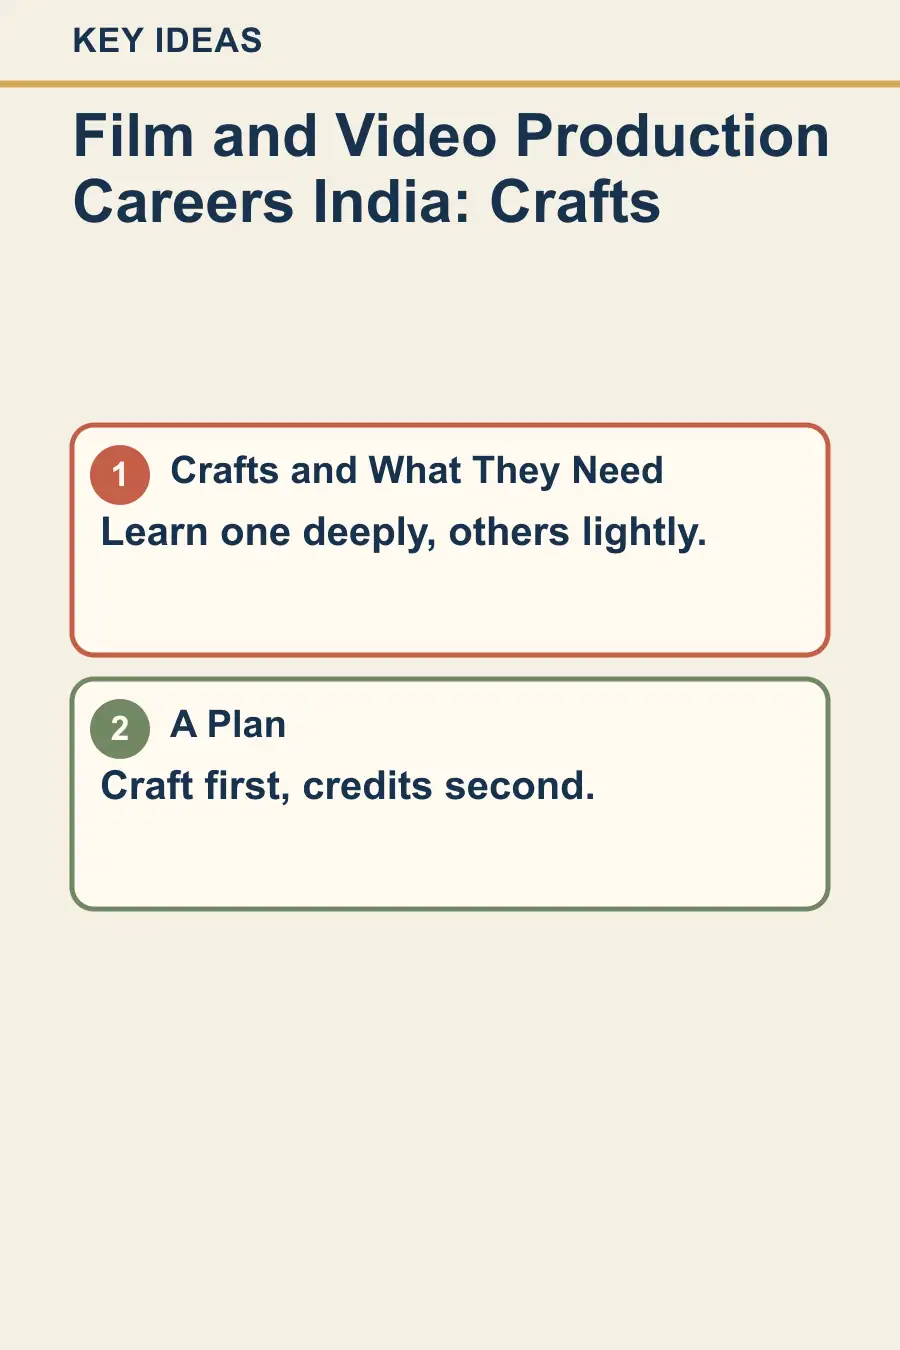 KEY IDEAS
Film and Video Production
Careers India: Crafts
1 Crafts and What They Need
Learn one deeply, others lightly.
2 A Plan
Craft first, credits second.